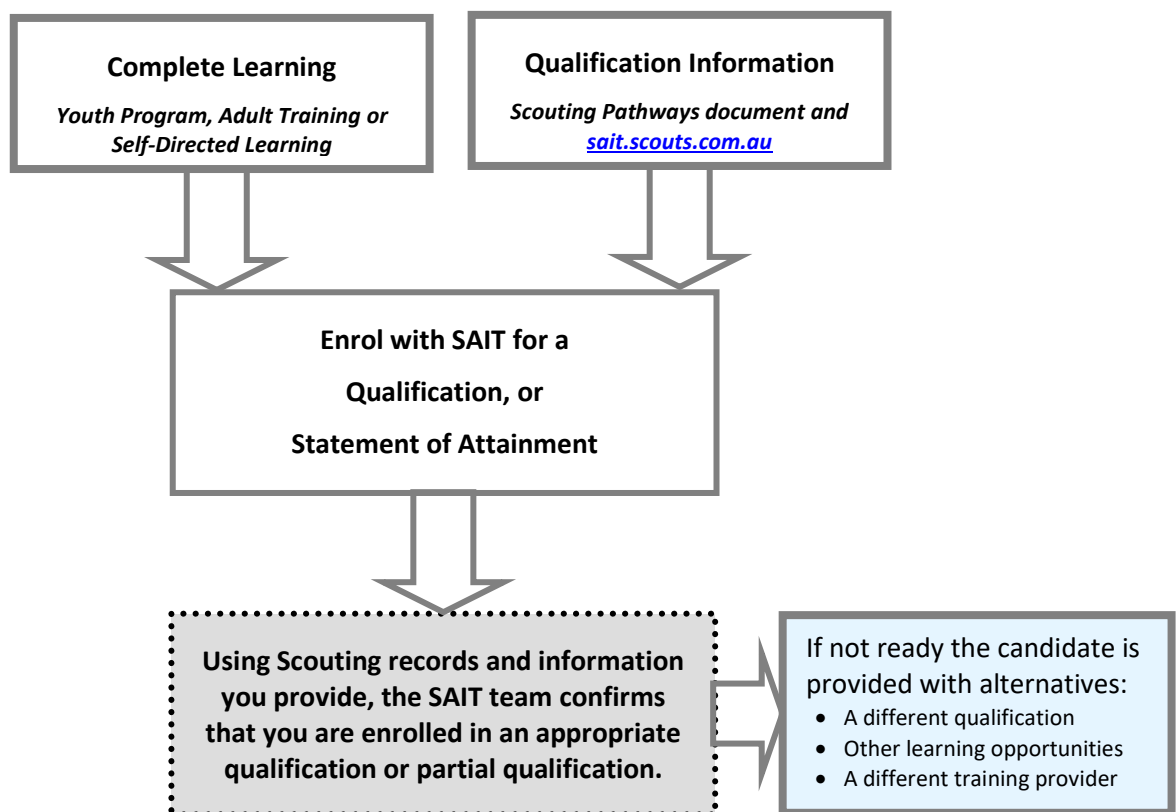 Complete Learning
Youth Program, Adult Training or
Self-Directed Learning
Qualification Information
Scouting Pathways document and
sait.scouts.com.au
Enrol with SAIT for a
Qualification, or
Statement of Attainment
Using Scouting records and information
you provide, the SAIT team confirms
that you are enrolled in an appropriate
qualification or partial qualification.
If not ready the candidate is
provided with alternatives:
• A different qualification
• Other learning opportunities
• A different training provider